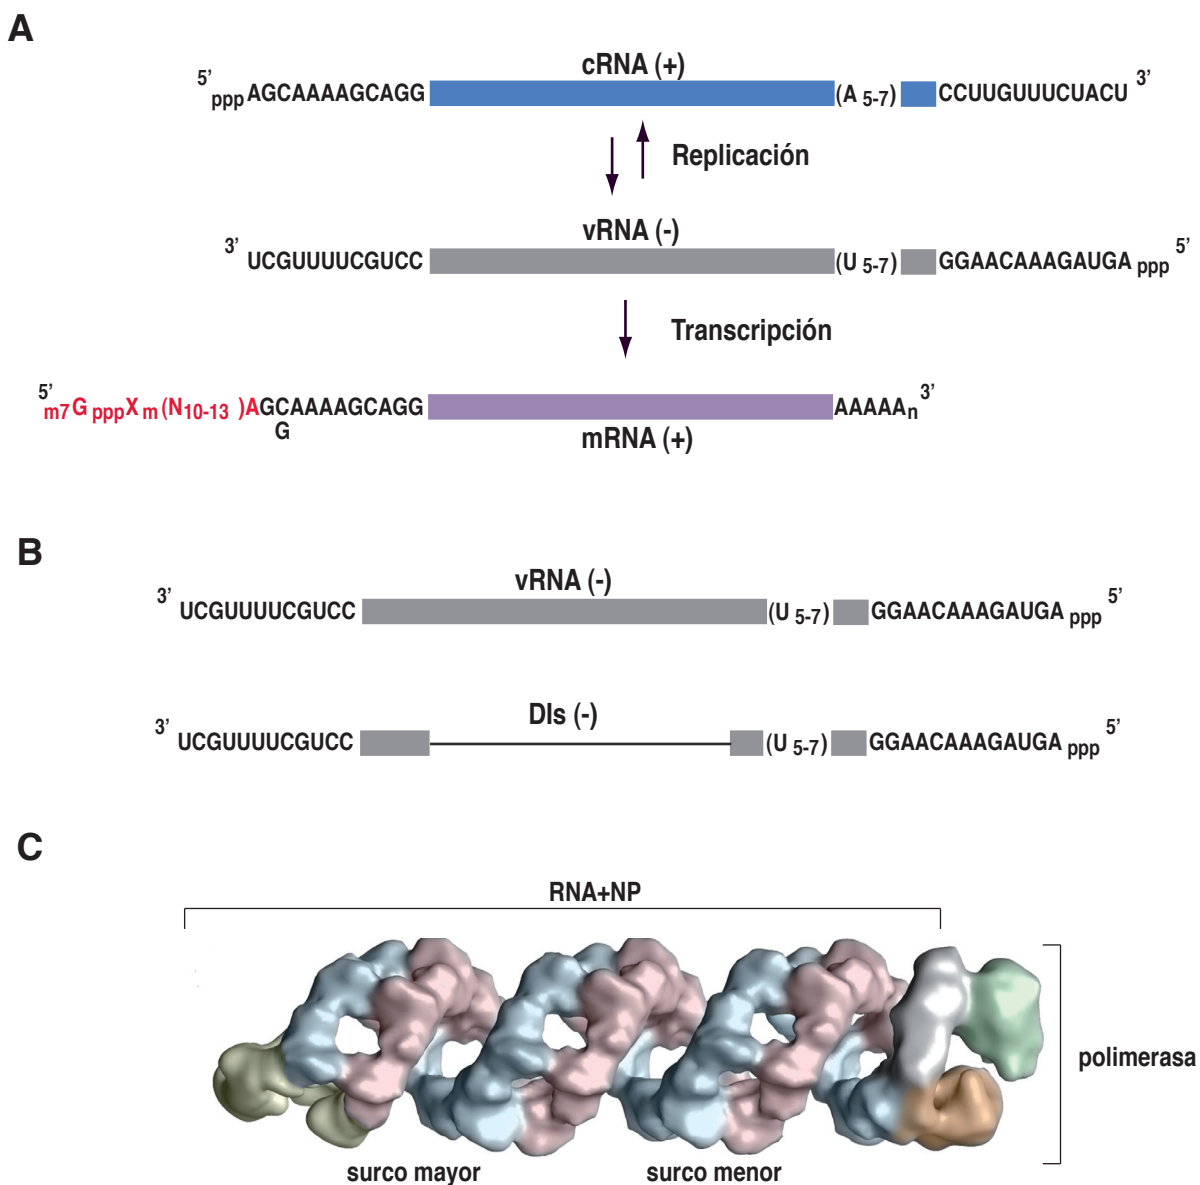 A
cRNA (+)
5' ppp AGCAAAAGCAGG (A 5-7) CCUUGUUUCUACU 3'
Replicación
vRNA (-)
3' UCGUUUUCGUCC (U 5-7) GGAACAAAGAUGA ppp 5'
Transcripción
5' m7 G ppp X m (N10-13 )AGCAAAAGCAGG AAAAAn 3'
G
mRNA (+)
B
vRNA (-)
3' UCGUUUUCGUCC (U 5-7) GGAACAAAGAUGA ppp 5'
DIs (-)
3' UCGUUUUCGUCC (U 5-7) GGAACAAAGAUGA ppp 5'
C
RNA+NP
polimerasa
surco mayor surco menor